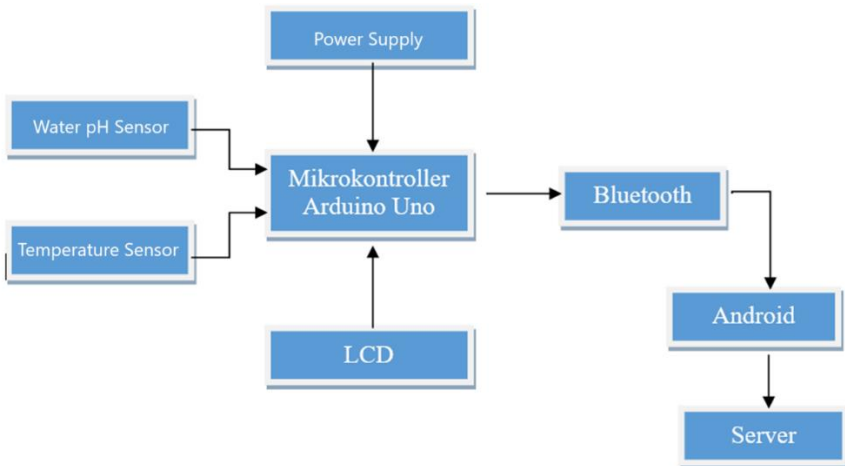 Power Supply
Water pH Sensor
Mikrokontroller
Arduino Uno
Bluetooth
Temperature Sensor
Android
LCD
Server